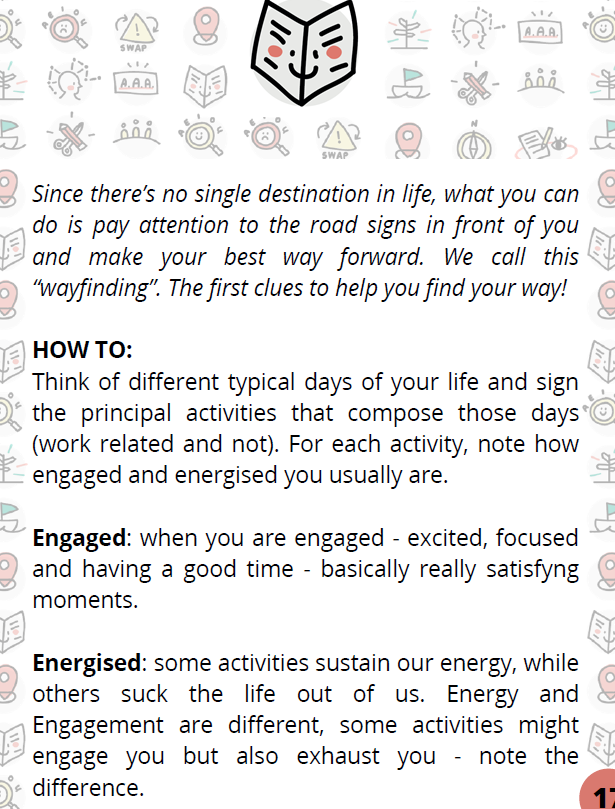 SWAP
A.A.A.
A.A.A.
SWAP
Since there’s no single destination in life, what you can
do is pay attention to the road signs in front of you
and make your best way forward. We call this
“wayfinding”. The first clues to help you find your way!
HOW TO:
Think of different typical days of your life and sign
the principal activities that compose those days
(work related and not). For each activity, note how
engaged and energised you usually are.
Engaged: when you are engaged - excited, focused
and having a good time - basically really satisfyng
moments.
Energised: some activities sustain our energy, while
others suck the life out of us. Energy and
Engagement are different, some activities might
engage you but also exhaust you - note the
difference.